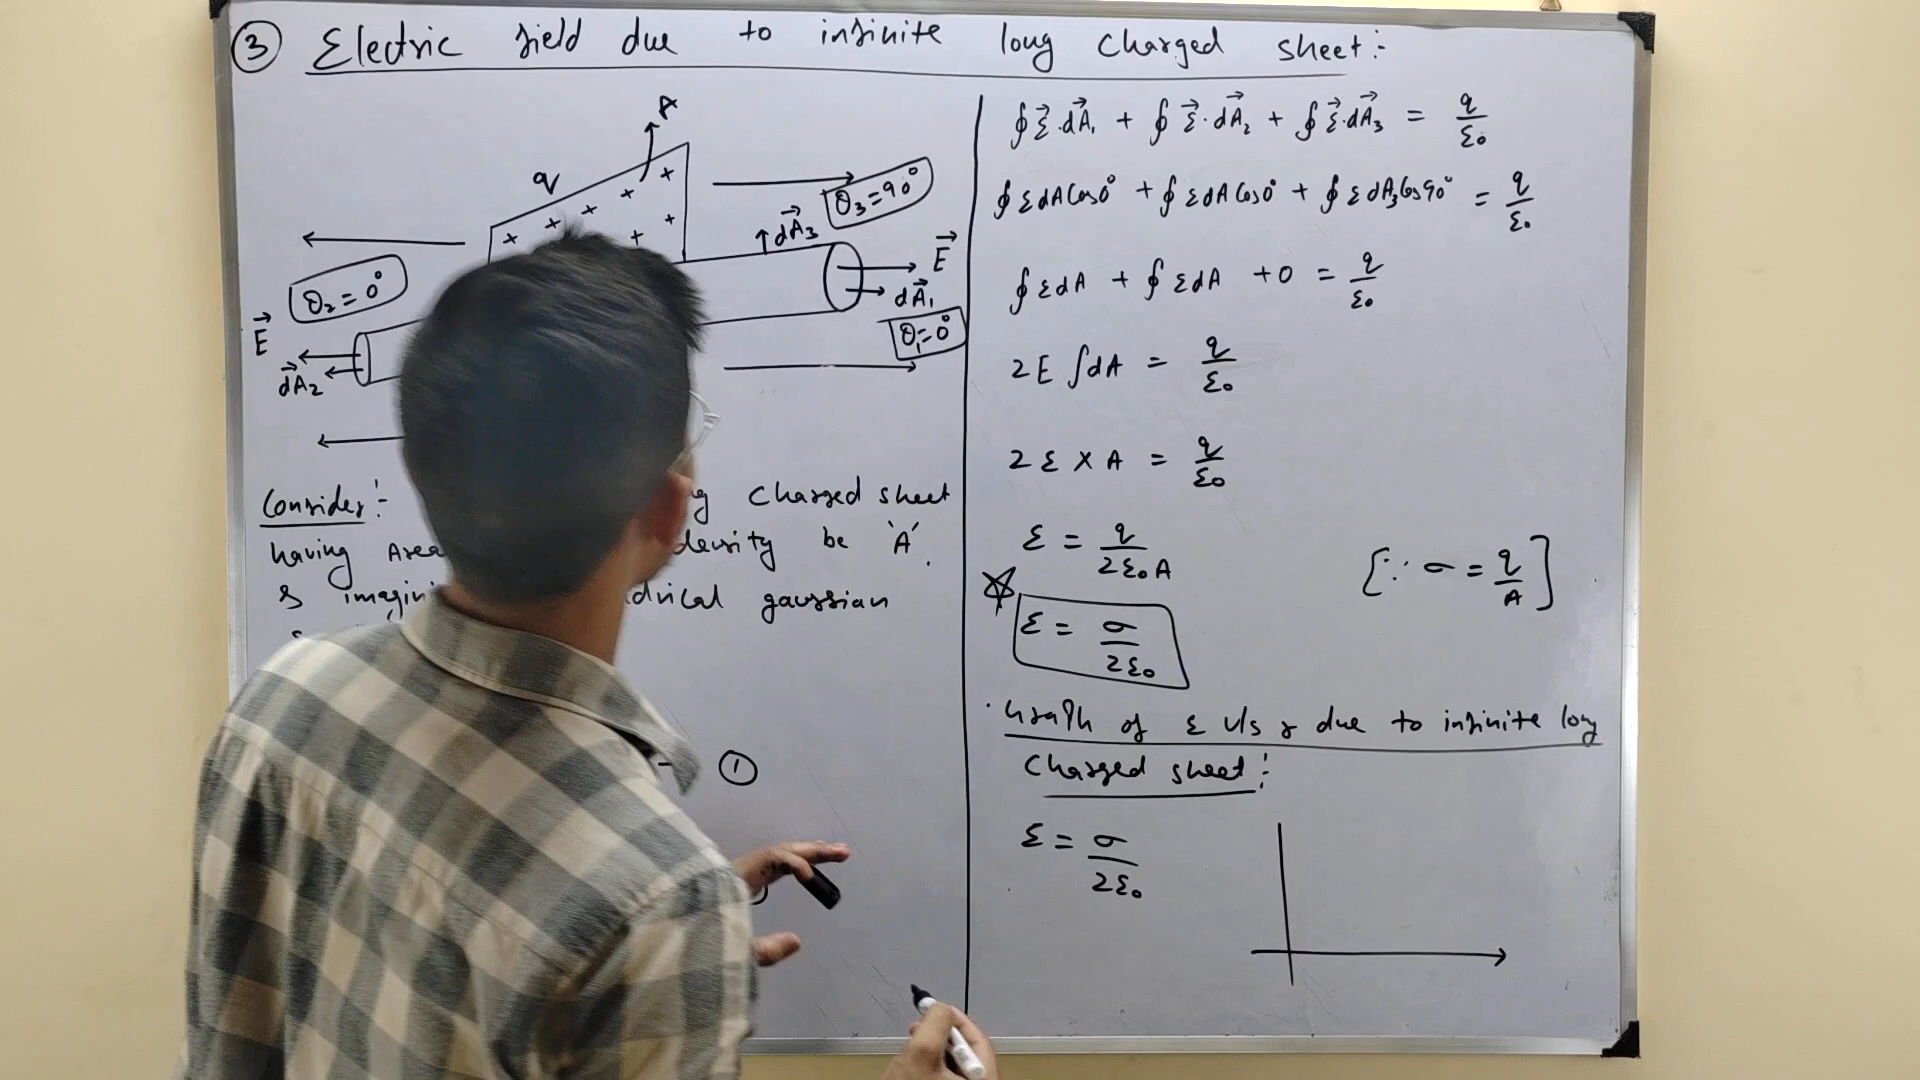 ③ Electric field due to infinite long charged sheet :-
A
q
θ₃ = 90°
dA₃
E
dA₁
θ₁ = 0°
θ₂ = 0°
E
dA₂
Consider :-
charged sheet
having Area
density be 'A'.
& imagin
gaussian
①
∮E⃗.dA⃗₁ + ∮E⃗.dA⃗₂ + ∮E⃗.dA⃗₃ = q/ε₀
∮EdA cos0° + ∮EdA cos0° + ∮EdA₃ cos90° = q/ε₀
∮EdA + ∮EdA + 0 = q/ε₀
2E ∫dA = q/ε₀
2E × A = q/ε₀
E = q/2ε₀A [∵ σ = q/A]
E = σ/2ε₀
Graph of E v/s r due to infinite long
charged sheet :-
E = σ/2ε₀